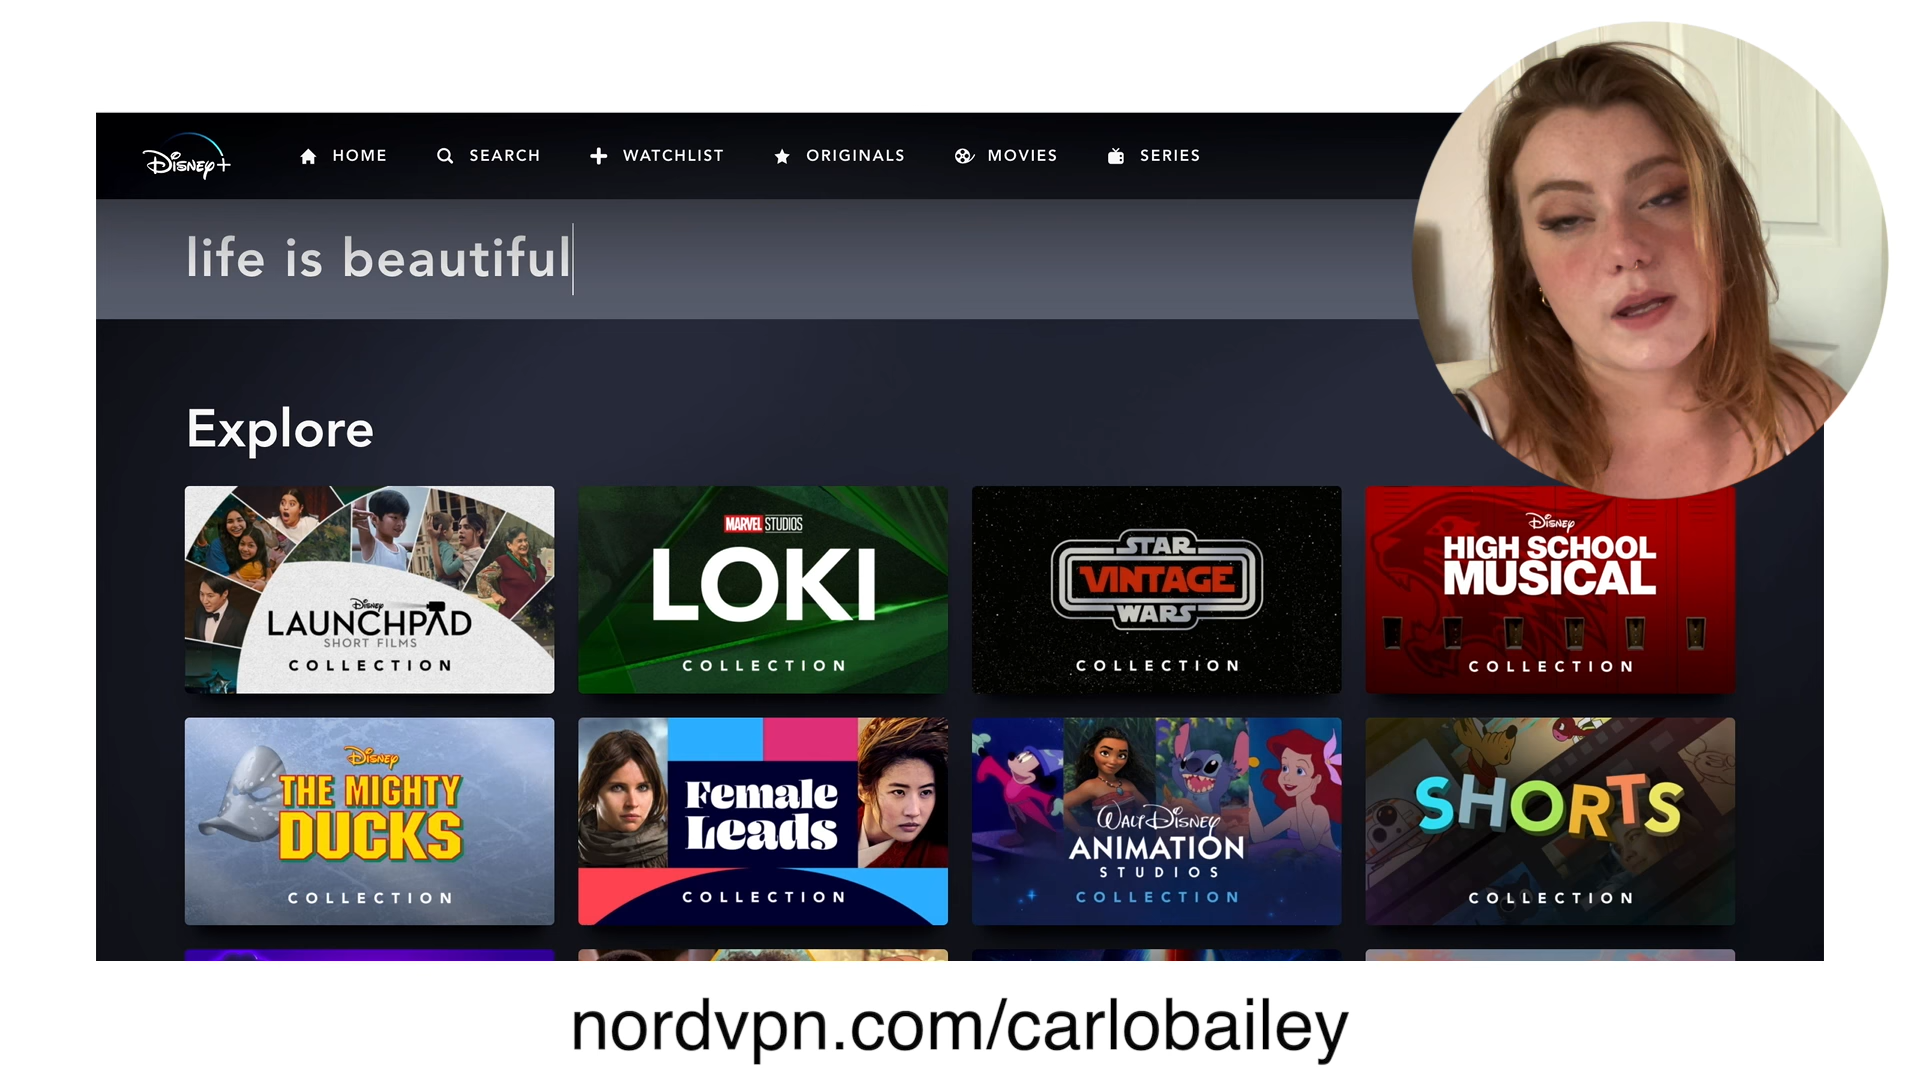 Disney+ HOME SEARCH WATCHLIST ORIGINALS MOVIES SERIES
life is beautiful
Explore
Disney
LAUNCHPAD
SHORT FILMS
COLLECTION
MARVEL STUDIOS
LOKI
COLLECTION
STAR
VINTAGE
WARS
COLLECTION
Disney
HIGH SCHOOL
MUSICAL
COLLECTION
Disney
THE MIGHTY
DUCKS
COLLECTION
Female
Leads
COLLECTION
WALT DISNEY
ANIMATION
STUDIOS
COLLECTION
SHORTS
COLLECTION
nordvpn.com/carlobailey